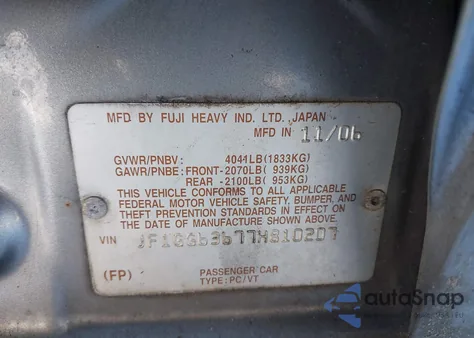 MFD BY FUJI HEAVY IND. LTD., JAPAN
MFD IN 11/06
GVWR/PNBV: 4041LB(1833KG)
GAWR/PNBE: FRONT-2070LB( 939KG)
REAR -2100LB( 953KG)
THIS VEHICLE CONFORMS TO ALL APPLICABLE
FEDERAL MOTOR VEHICLE SAFETY, BUMPER, AND
THEFT PREVENTION STANDARDS IN EFFECT ON THE
DATE OF MANUFACTURE SHOWN ABOVE.
VIN
(FP)
PASSENGER CAR
TYPE: PC/VT
autoSnap